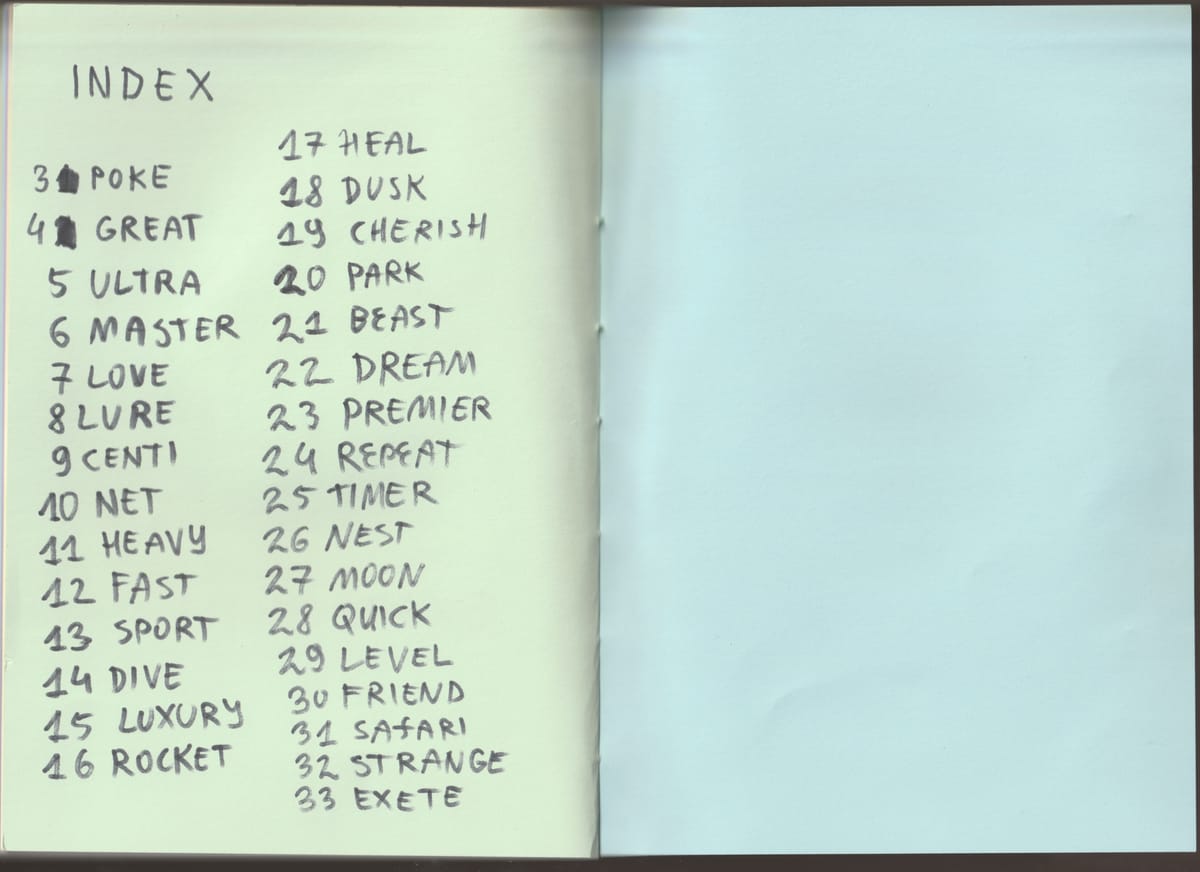 INDEX
3 POKE
4 GREAT
5 ULTRA
6 MASTER
7 LOVE
8 LURE
9 CENTI
10 NET
11 HEAVY
12 FAST
13 SPORT
14 DIVE
15 LUXURY
16 ROCKET
17 HEAL
18 DUSK
19 CHERISH
20 PARK
21 BEAST
22 DREAM
23 PREMIER
24 REPEAT
25 TIMER
26 NEST
27 MOON
28 QUICK
29 LEVEL
30 FRIEND
31 SAFARI
32 STRANGE
33 EXETE